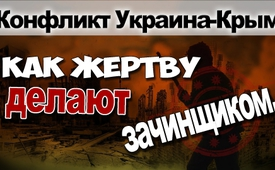 Конфликт Украина-Крым
КАК ЖЕРТВУ
делают
зачинщиком.